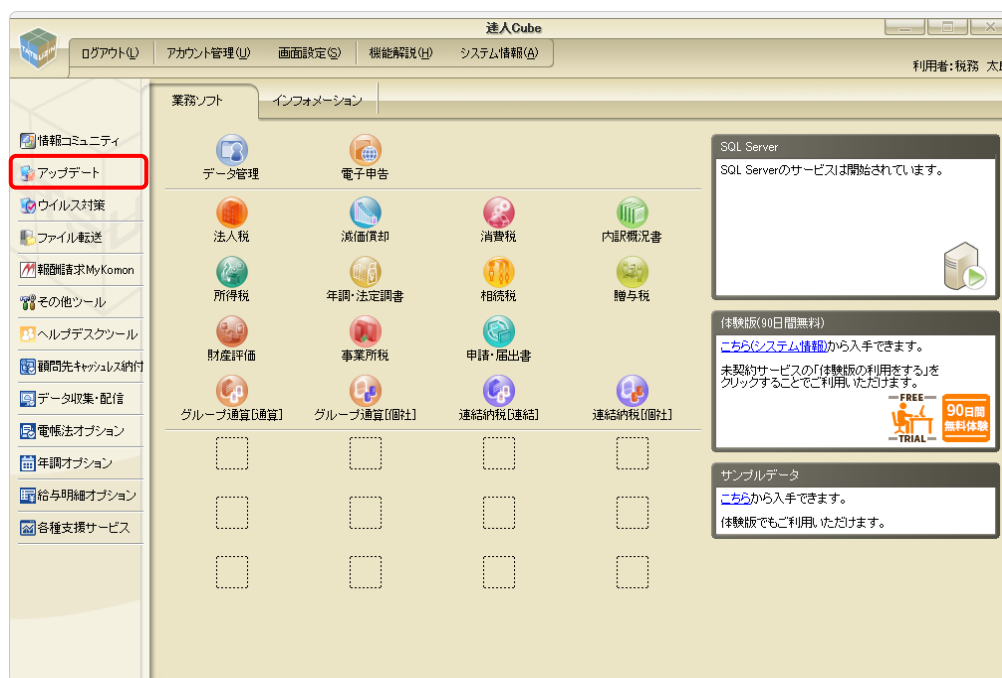 達人Cube
ログアウト(L) アカウント管理(U) 画面設定(S) 機能解説(H) システム情報(A)
利用者:税務 太郎
業務ソフト インフォメーション
情報コミュニティ
アップデート
ウイルス対策
ファイル転送
報酬請求MyKomon
その他ツール
ヘルプデスクツール
顧問先キャッシュレス納付
データ収集・配信
電帳法オプション
年調オプション
給与明細オプション
各種支援サービス
データ管理 電子申告
法人税 減価償却 消費税 内訳概況書
所得税 年調・法定調書 相続税 贈与税
財産評価 事業所税 申請・届出書
グループ通算[通算] グループ通算[個社] 連結納税[連結] 連結納税[個社]
SQL Server
SQL Serverのサービスは開始されています。
体験版(90日間無料)
こちら(システム情報)から入手できます。
未契約サービスの「体験版の利用をする」を
クリックすることでご利用いただけます。
FREE
TRIAL
90日間
無料体験
サンプルデータ
こちらから入手できます。
体験版でもご利用いただけます。